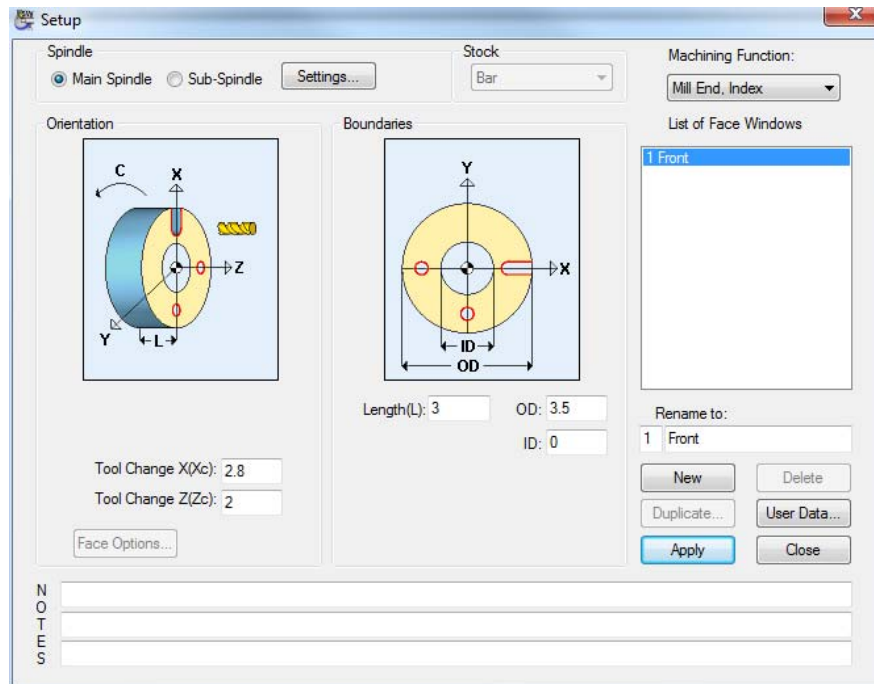 Setup
Spindle
Main Spindle Sub-Spindle Settings...
Stock
Bar
Machining Function:
Mill End, Index
Orientation
C X
Z
Y L
Boundaries
Y
X
ID
OD
List of Face Windows
1 Front
Length(L): 3 OD: 3.5
ID: 0
Tool Change X(Xc): 2.8
Tool Change Z(Zc): 2
Face Options...
Rename to:
1 Front
New Delete
Duplicate... User Data...
Apply Close
N
O
T
E
S